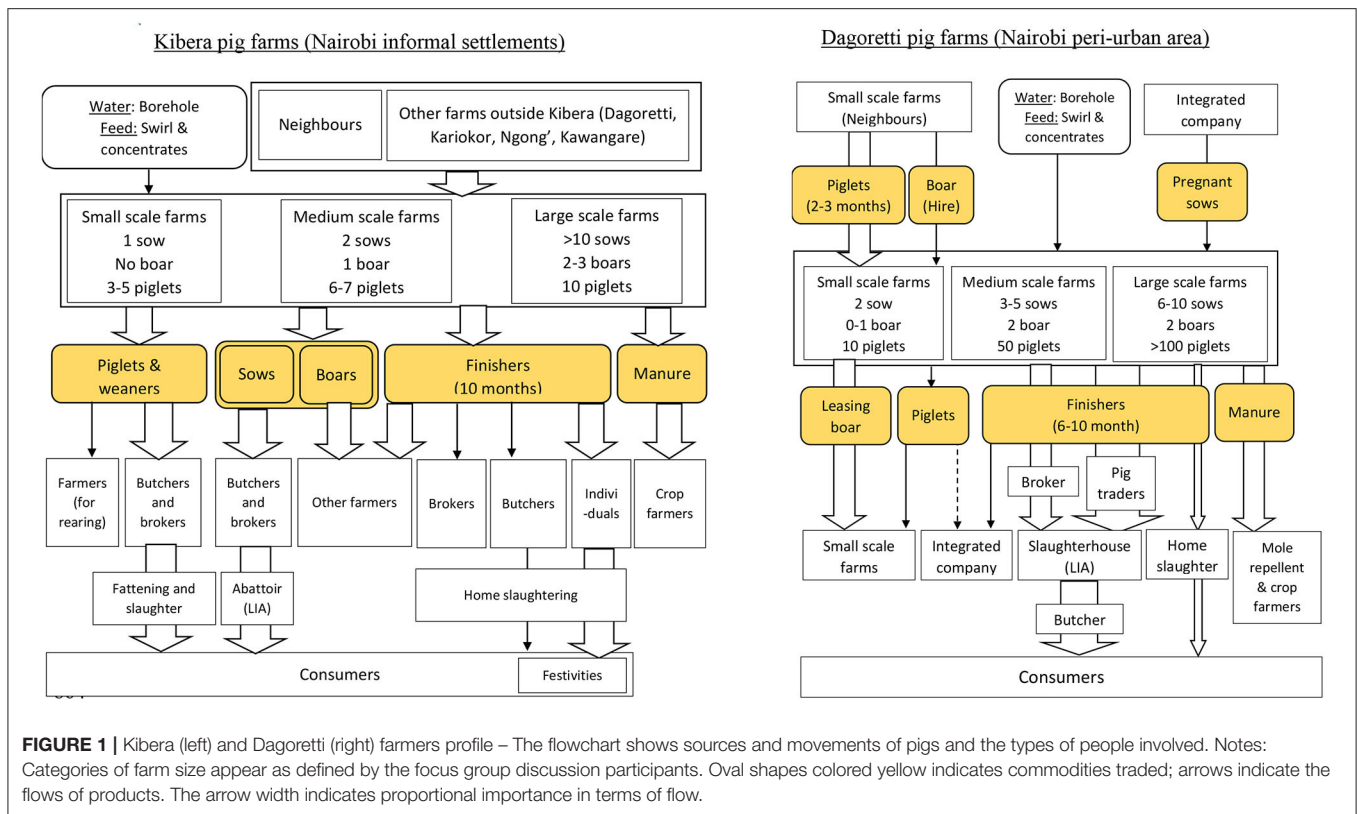 Kibera pig farms (Nairobi informal settlements)
Water: Borehole
Feed: Swirl &
concentrates
Neighbours
Other farms outside Kibera (Dagoretti,
Kariokor, Ngong’, Kawangare)
Small scale farms
1 sow
No boar
3-5 piglets
Medium scale farms
2 sows
1 boar
6-7 piglets
Large scale farms
>10 sows
2-3 boars
10 piglets
Piglets &
weaners
Sows
Boars
Finishers
(10 months)
Manure
Farmers
(for
rearing)
Butchers
and
brokers
Butchers
and
brokers
Other farmers
Brokers
Butchers
Indivi
-duals
Crop
farmers
Fattening and
slaughter
Abattoir
(LIA)
Home slaughtering
Consumers
Festivities
Dagoretti pig farms (Nairobi peri-urban area)
Small scale farms
(Neighbours)
Water: Borehole
Feed: Swirl &
concentrates
Integrated
company
Piglets
(2-3 months)
Boar
(Hire)
Pregnant
sows
Small scale farms
2 sow
0-1 boar
10 piglets
Medium scale farms
3-5 sows
2 boar
50 piglets
Large scale farms
6-10 sows
2 boars
>100 piglets
Leasing
boar
Piglets
Finishers
(6-10 month)
Manure
Broker
Pig
traders
Small scale
farms
Integrated
company
Slaughterhouse
(LIA)
Home
slaughter
Mole
repellent
& crop
farmers
Butcher
Consumers
FIGURE 1 | Kibera (left) and Dagoretti (right) farmers profile – The flowchart shows sources and movements of pigs and the types of people involved. Notes:
Categories of farm size appear as defined by the focus group discussion participants. Oval shapes colored yellow indicates commodities traded; arrows indicate the
flows of products. The arrow width indicates proportional importance in terms of flow.